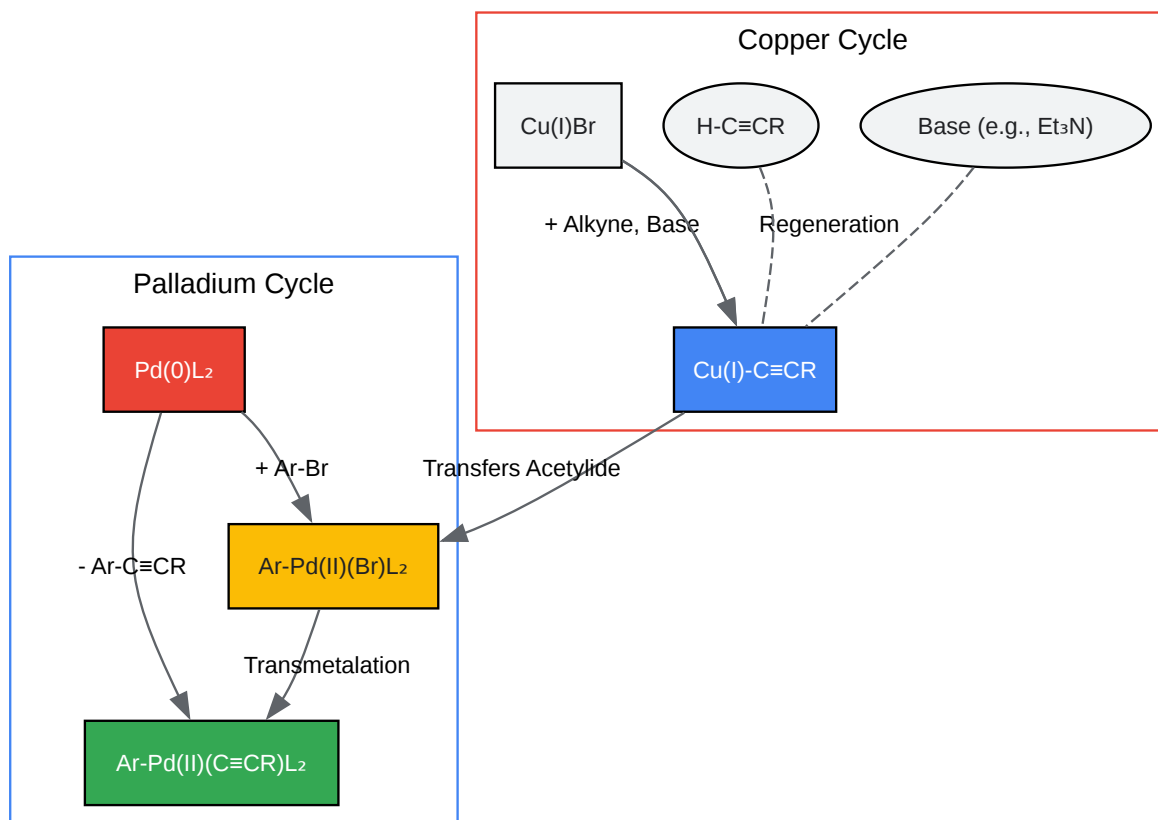 Copper Cycle
Cu(I)Br
H-C≡CR
Base (e.g., Et₃N)
+ Alkyne, Base
Regeneration
Palladium Cycle
Pd(0)L₂
Cu(I)-C≡CR
+ Ar-Br
Transfers Acetylide
- Ar-C≡CR
Ar-Pd(II)(Br)L₂
Transmetalation
Ar-Pd(II)(C≡CR)L₂